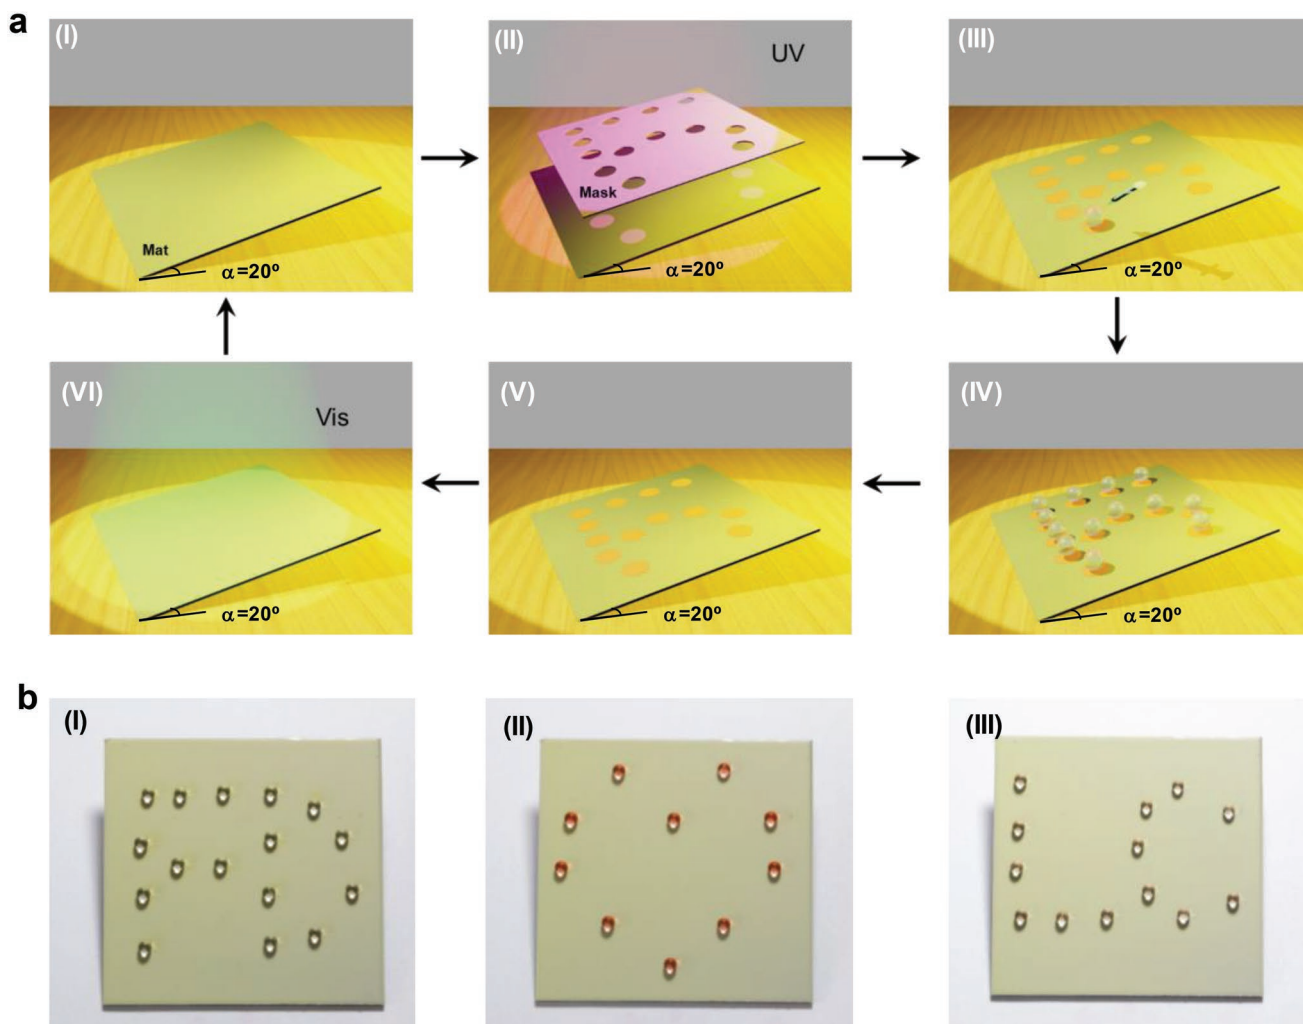 a
(I)
Mat
α=20º
(II)
UV
Mask
α=20º
(III)
α=20º
(VI)
Vis
α=20º
(V)
α=20º
(IV)
α=20º
b
(I)
(II)
(III)